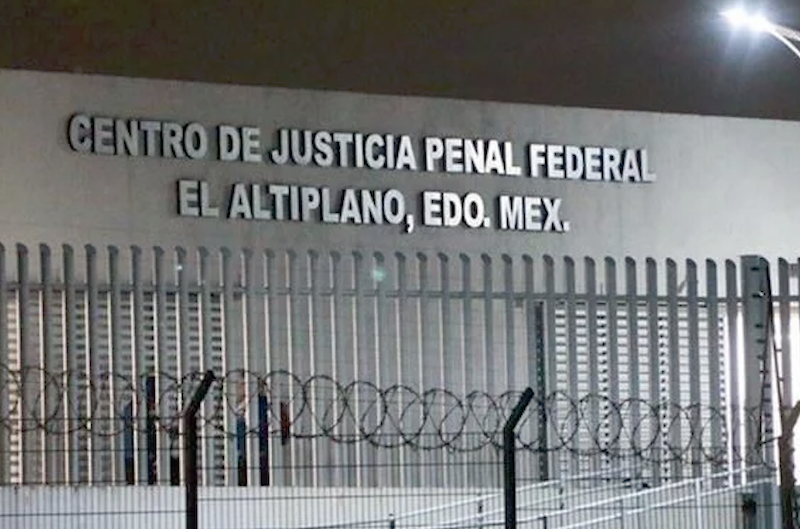 CENTRO DE JUSTICIA PENAL FEDERAL
EL ALTIPLANO, EDO. MEX.